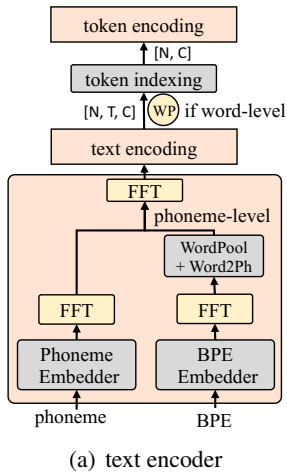 token encoding
[N, C]
token indexing
[N, T, C] WP if word-level
text encoding
FFT
phoneme-level
WordPool
+ Word2Ph
FFT FFT
Phoneme BPE
Embedder Embedder
phoneme BPE
(a) text encoder